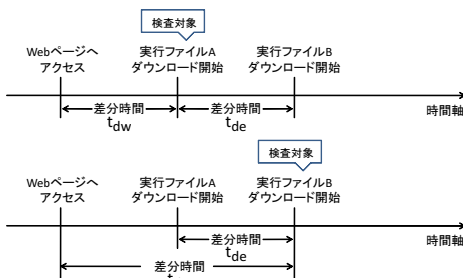 検査対象
Webページへ
アクセス
実行ファイルA
ダウンロード開始
実行ファイルB
ダウンロード開始
差分時間
tdw
差分時間
tde
時間軸
検査対象
Webページへ
アクセス
実行ファイルA
ダウンロード開始
実行ファイルB
ダウンロード開始
時間軸
差分時間
tde
差分時間